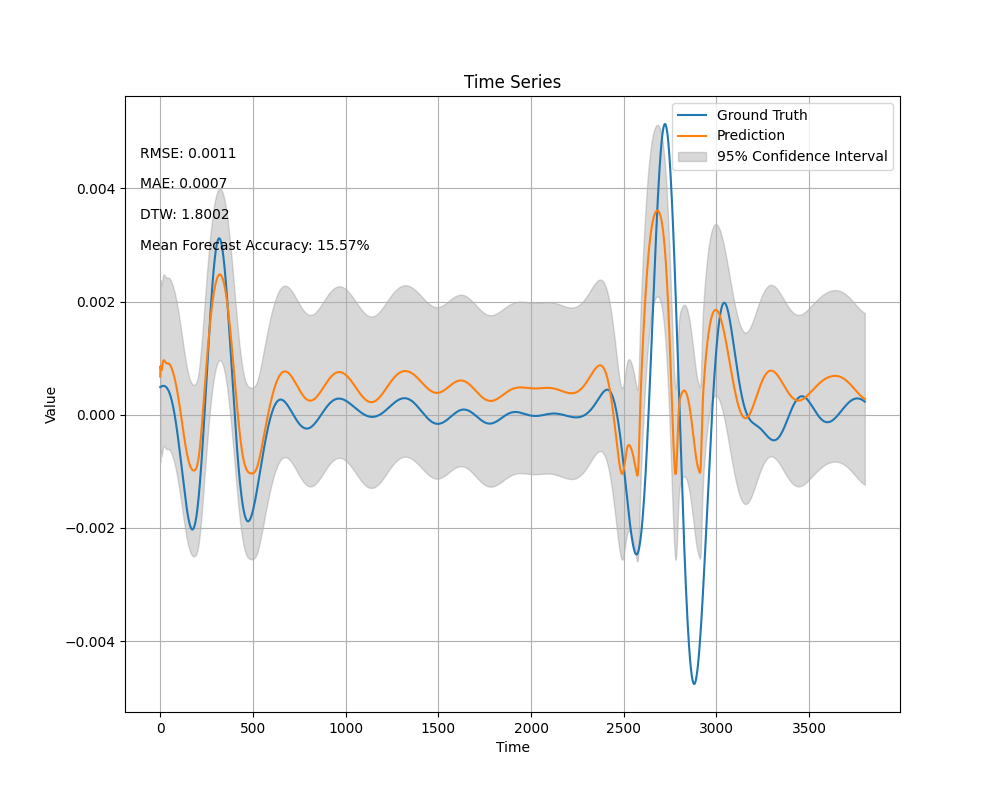 Time Series
Ground Truth
Prediction
95% Confidence Interval
RMSE: 0.0011
MAE: 0.0007
DTW: 1.8002
Mean Forecast Accuracy: 15.57%
Value
0.004
0.002
0.000
−0.002
−0.004
0 500 1000 1500 2000 2500 3000 3500
Time